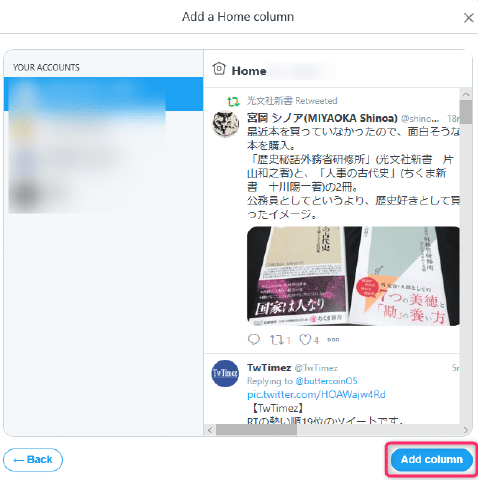 Add a Home column
YOUR ACCOUNTS
Home
光文社新書 Retweeted
宮岡 シノア(MIYAOKA Shinoa) @shino... 18m
最近本を買っていなかったので、面白そうな
本を購入。
「歴史秘話外務省研修所」(光文社新書 片
山和之著)と、「人事の古代史」(ちくま新
書 十川陽一著)の2冊。
公務員としてというより、歴史好きとして買
ったイメージ。
古代史
国家は人なり
ちくま新書
外務省研修所
7つの美徳と
「勘」の養い方
1
4
TwTimez @TwTimez
Replying to @buttercoinOS
pic.twitter.com/HOAWajw4Rd
【TwTimez】
RTの勢い順19位のツイートです。
← Back
Add column